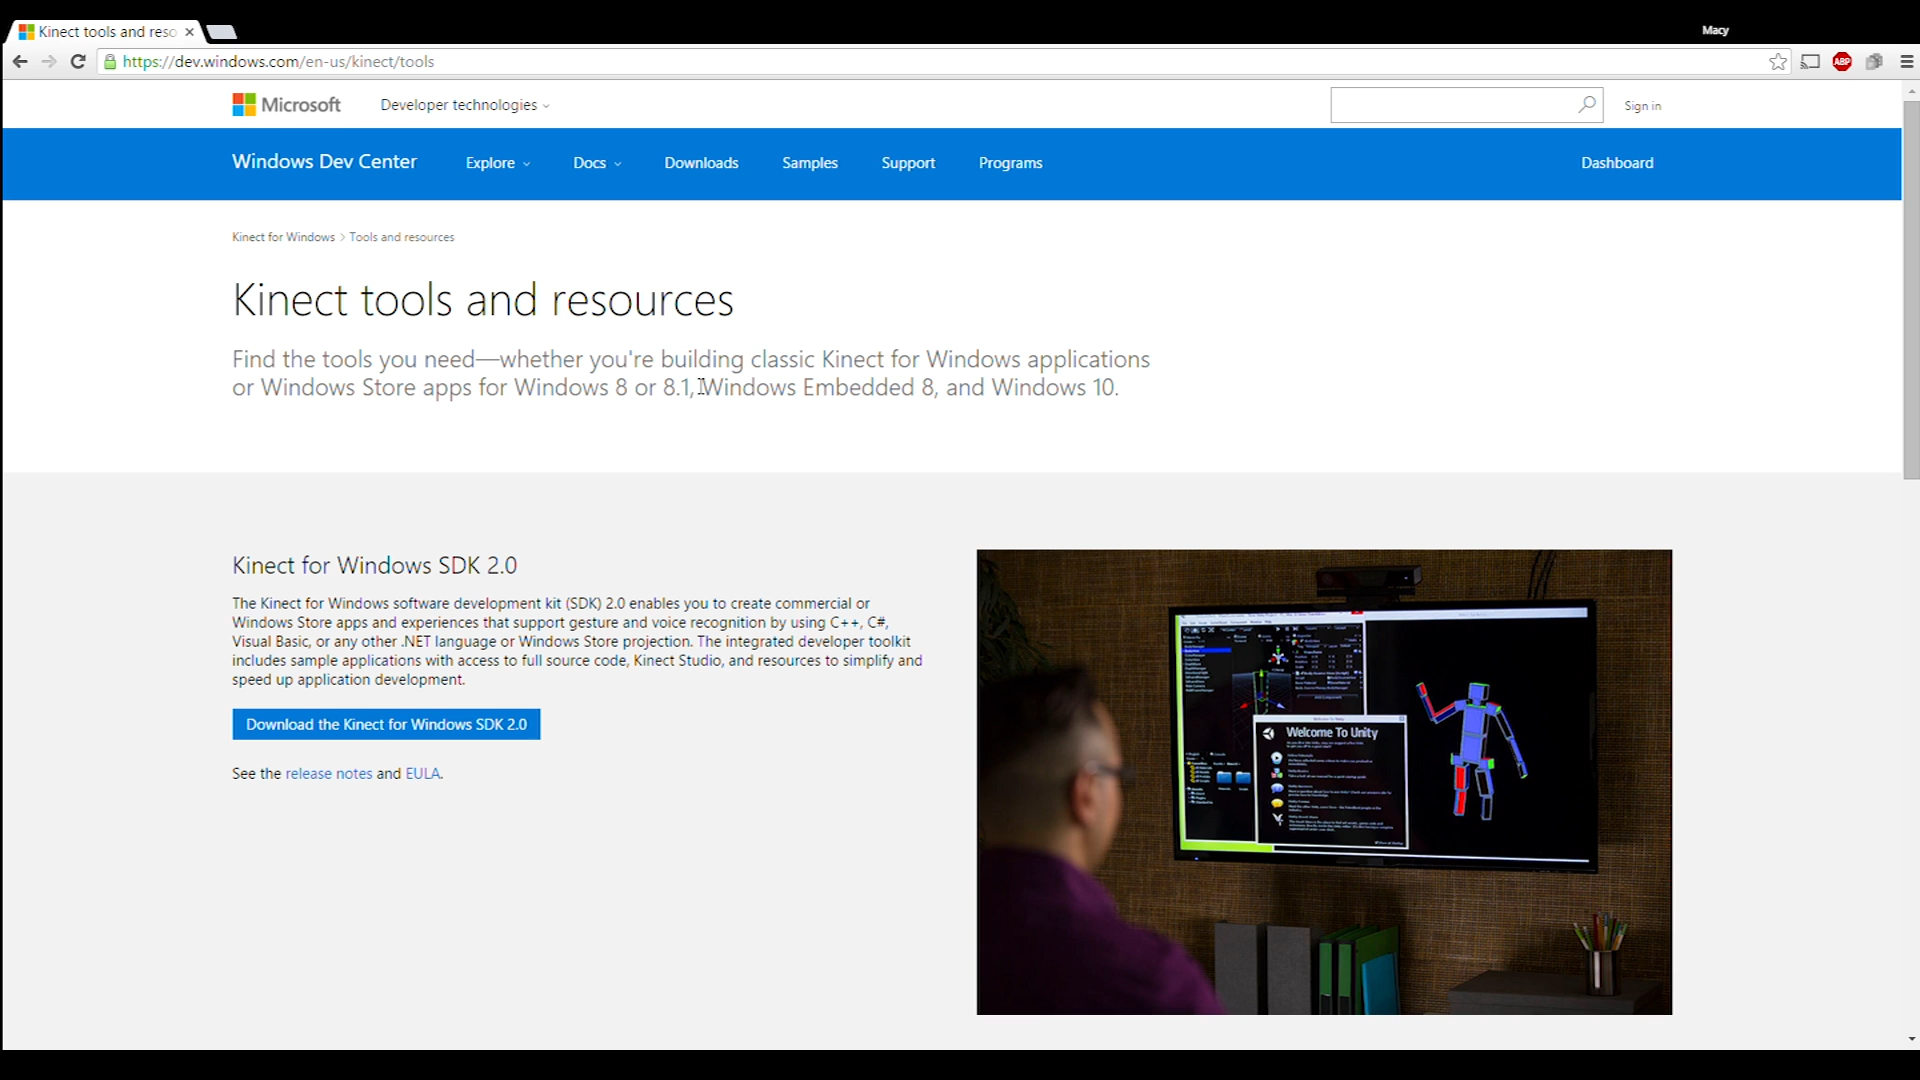 Kinect tools and reso
Macy
https://dev.windows.com/en-us/kinect/tools
ABP
Microsoft
Developer technologies
Sign in
Windows Dev Center
Explore
Docs
Downloads
Samples
Support
Programs
Dashboard
Kinect for Windows > Tools and resources
Kinect tools and resources
Find the tools you need—whether you're building classic Kinect for Windows applications
or Windows Store apps for Windows 8 or 8.1, Windows Embedded 8, and Windows 10.
Kinect for Windows SDK 2.0
The Kinect for Windows software development kit (SDK) 2.0 enables you to create commercial or
Windows Store apps and experiences that support gesture and voice recognition by using C++, C#,
Visual Basic, or any other .NET language or Windows Store projection. The integrated developer toolkit
includes sample applications with access to full source code, Kinect Studio, and resources to simplify and
speed up application development.
Download the Kinect for Windows SDK 2.0
See the release notes and EULA.
Welcome To Unity